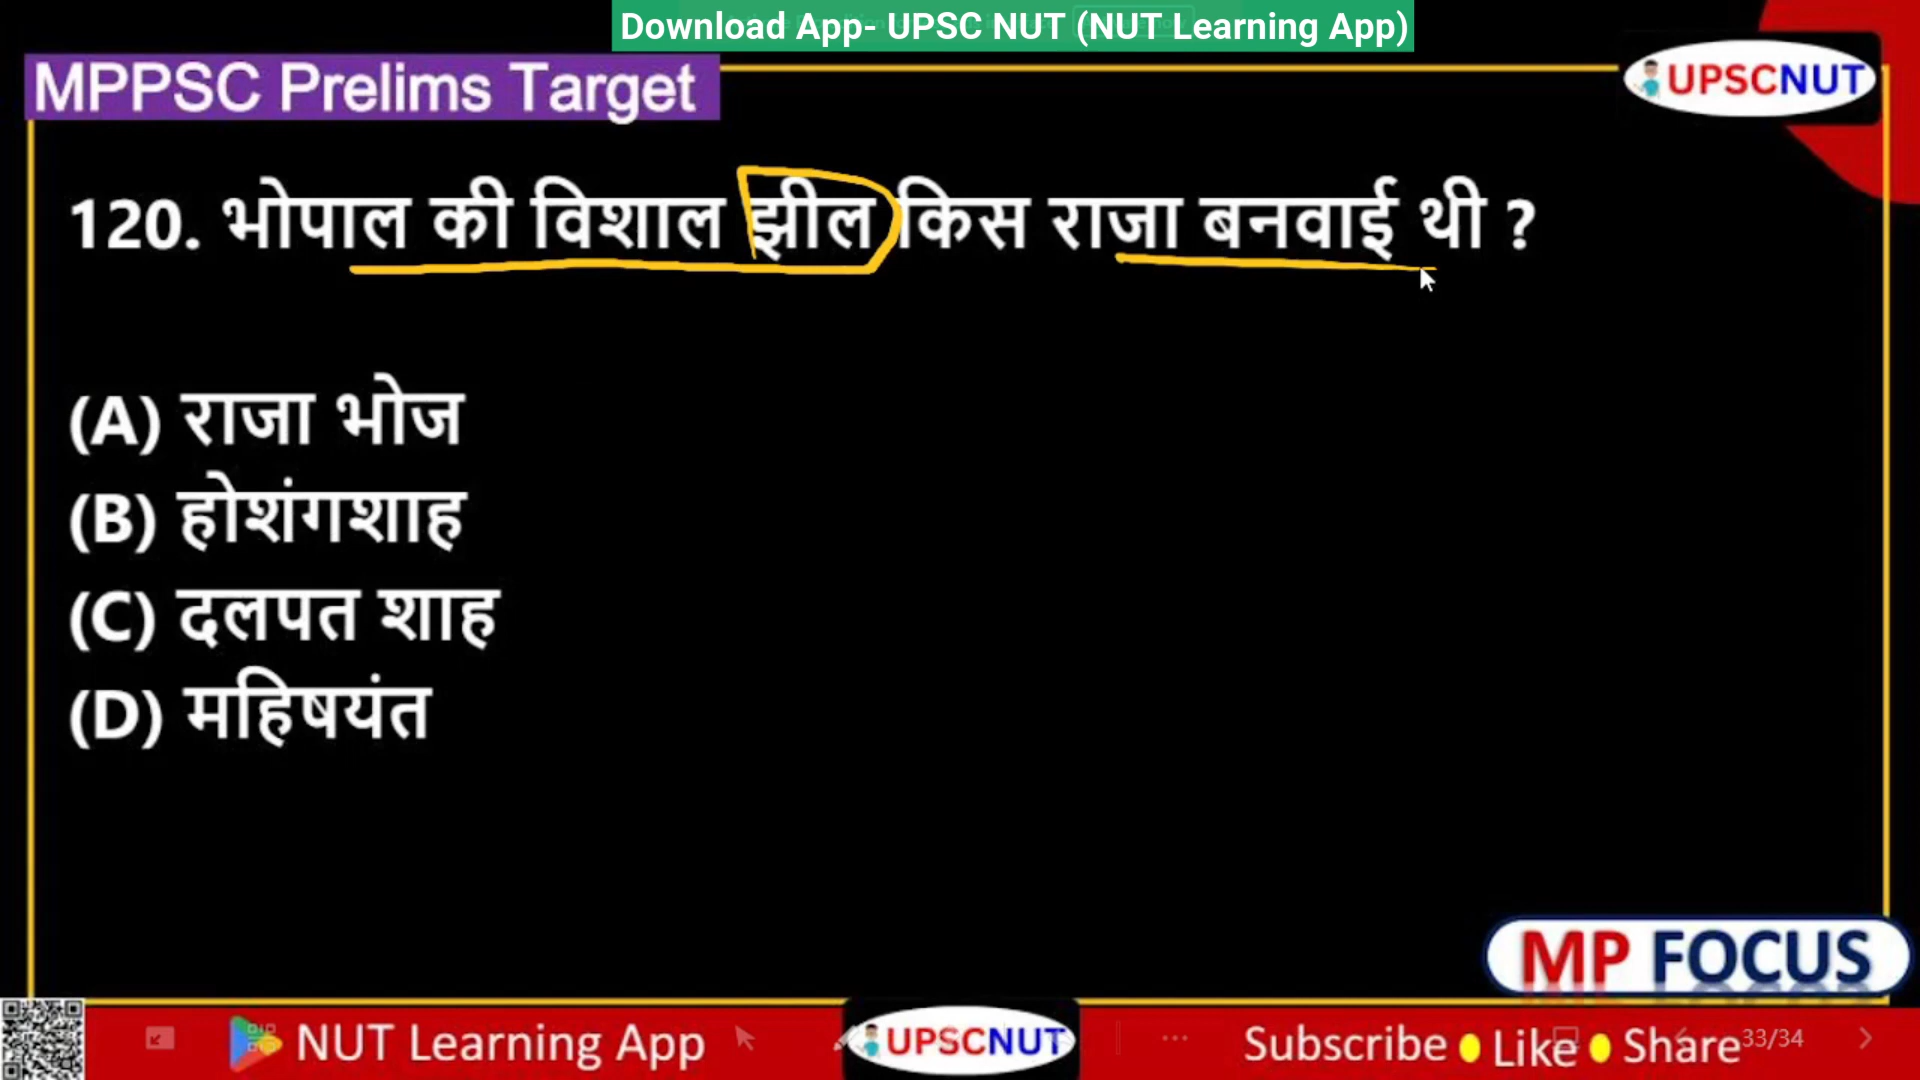 Download App- UPSC NUT (NUT Learning App)
MPPSC Prelims Target
UPSCNUT
120. भोपाल की विशाल झील किस राजा बनवाई थी ?
(A) राजा भोज
(B) होशंगशाह
(C) दलपत शाह
(D) महिषयंत
MP FOCUS
NUT Learning App
UPSCNUT
Subscribe Like Share
33/34